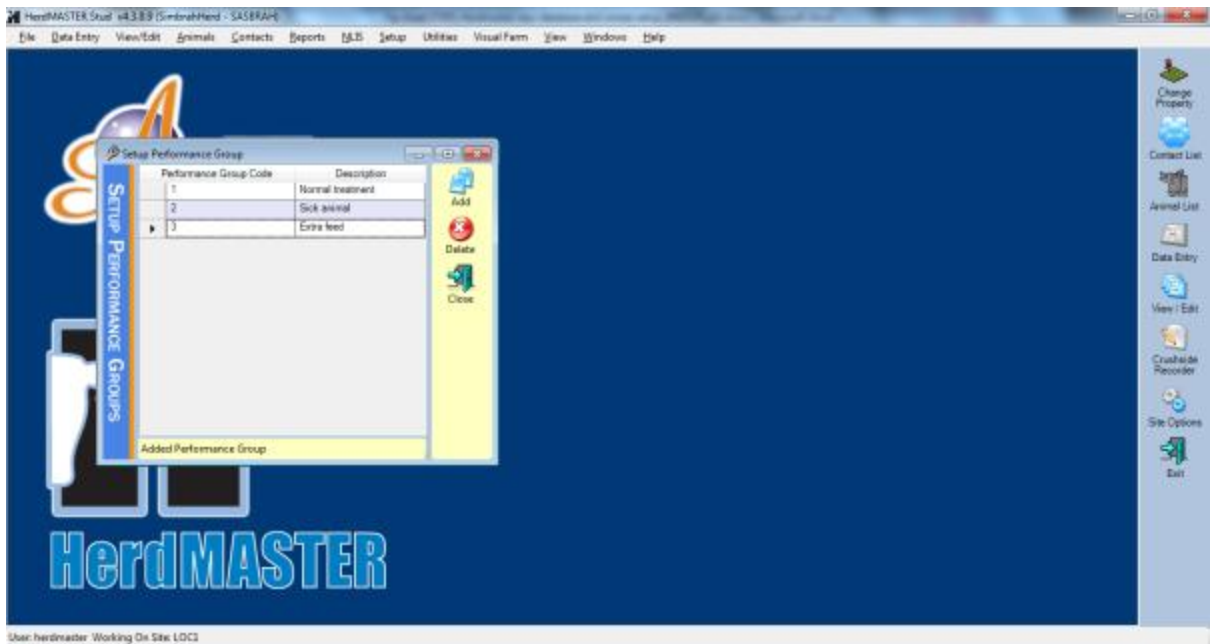 HerdMASTER Stud v4.3.8.9 (SimbrahHerd - SASBRAH)
File Data Entry View/Edit Animals Contacts Reports NLIS Setup Utilities Visual Farm View Windows Help
Change Property
Contact List
Animal List
Data Entry
View / Edit
Crushside Recorder
Site Options
Exit
Setup Performance Group
SETUP PERFORMANCE GROUPS
Performance Group Code Description
1 Normal treatment
2 Sick animal
3 Extra feed
Add
Delete
Close
Added Performance Group
HerdMASTER
User: herdmaster Working On Site: LOC1